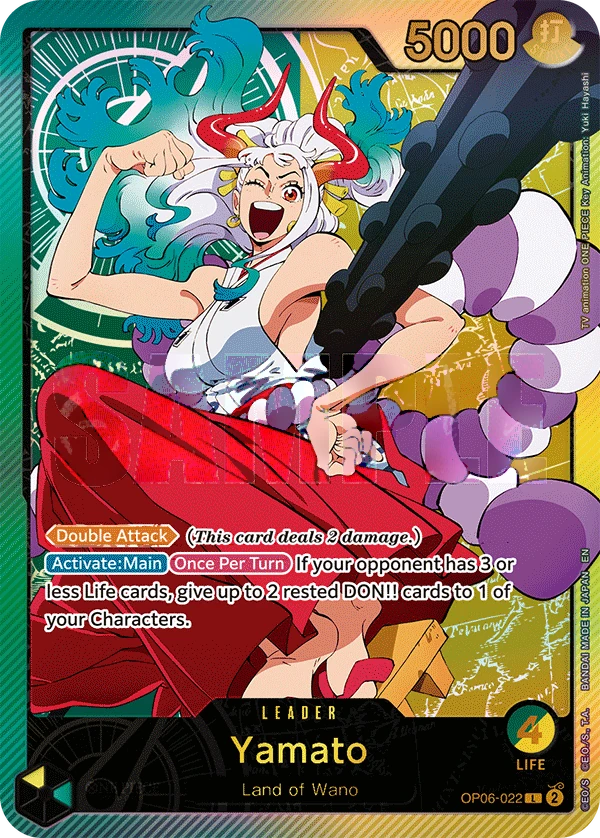 5000
打
TV animation ONE PIECE Key Animation: Yuki Hayashi
SAMPLE
Double Attack (This card deals 2 damage.)
Activate:Main Once Per Turn If your opponent has 3 or
less Life cards, give up to 2 rested DON!! cards to 1 of
your Characters.
BANDAI MADE IN JAPAN EN
©E.O/S., T.A.
©EO/S
LEADER
Yamato
Land of Wano
4
LIFE
OP06-022 L 2